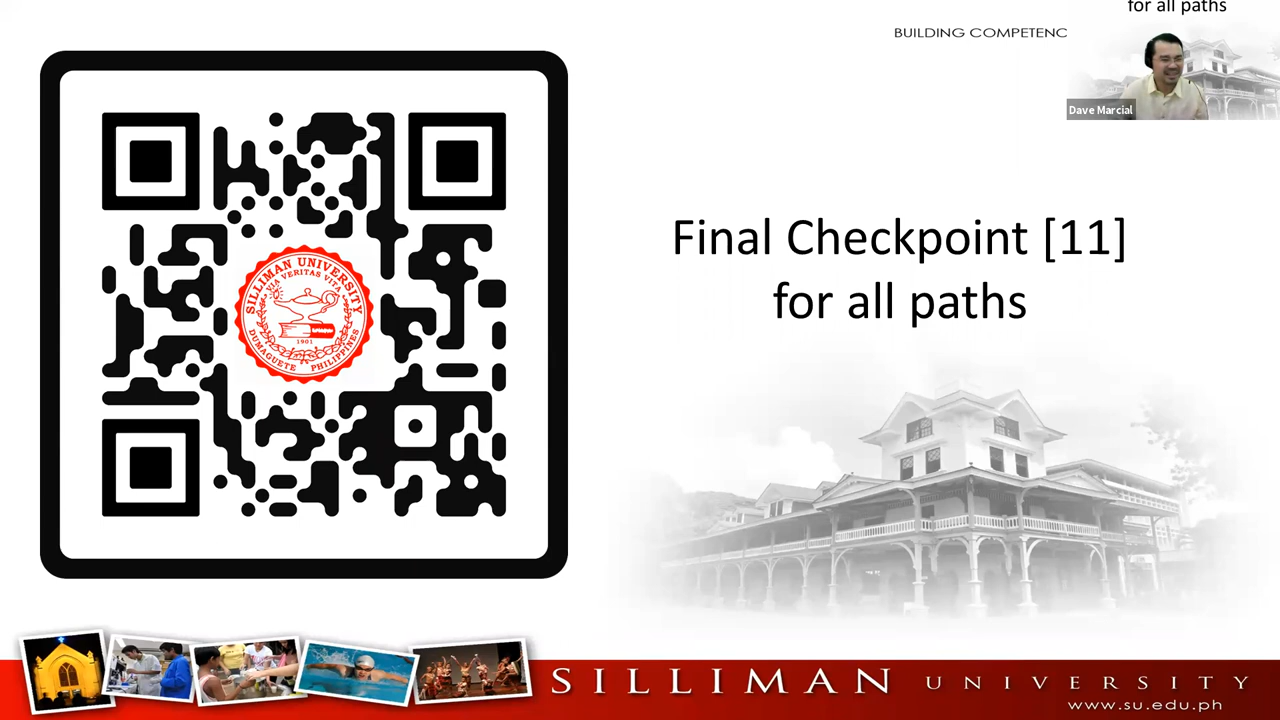 for all paths
BUILDING COMPETENC
Dave Marcial
Final Checkpoint [11]
for all paths
SILLIMAN UNIVERSITY
VIA VERITAS VITA
1901
DUMAGUETE PHILIPPINES
SILLIMAN UNIVERSITY
www.su.edu.ph